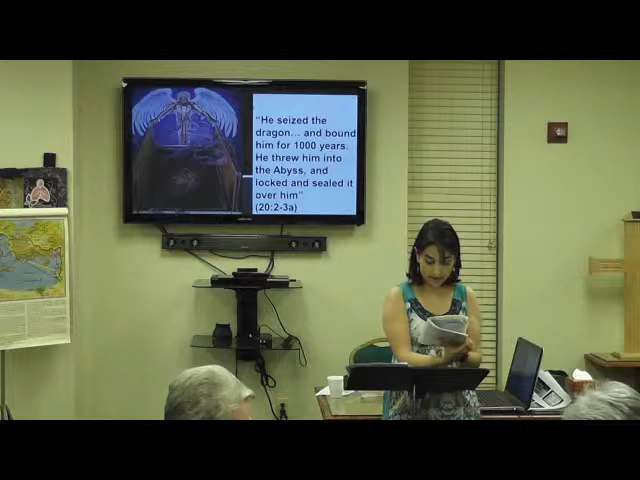 “He seized the
dragon... and bound
him for 1000 years.
He threw him into
the Abyss, and
locked and sealed it
over him”
(20:2-3a)